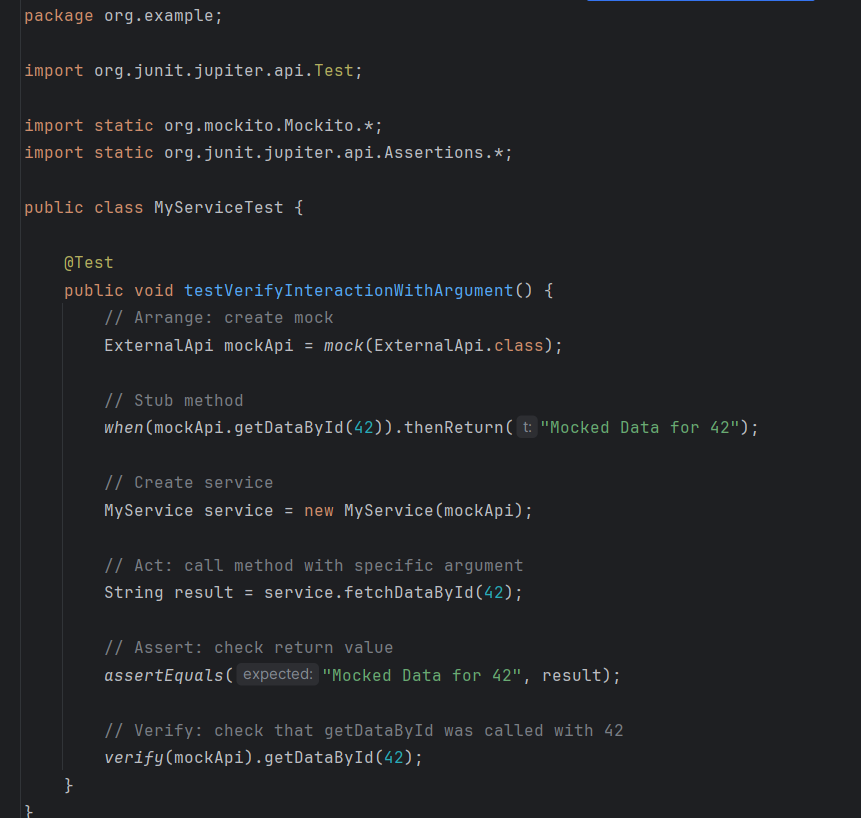 package org.example;
import org.junit.jupiter.api.Test;
import static org.mockito.Mockito.*;
import static org.junit.jupiter.api.Assertions.*;
public class MyServiceTest {
@Test
public void testVerifyInteractionWithArgument() {
// Arrange: create mock
ExternalApi mockApi = mock(ExternalApi.class);
// Stub method
when(mockApi.getDataById(42)).thenReturn( t: "Mocked Data for 42");
// Create service
MyService service = new MyService(mockApi);
// Act: call method with specific argument
String result = service.fetchDataById(42);
// Assert: check return value
assertEquals( expected: "Mocked Data for 42", result);
// Verify: check that getDataById was called with 42
verify(mockApi).getDataById(42);
}
}